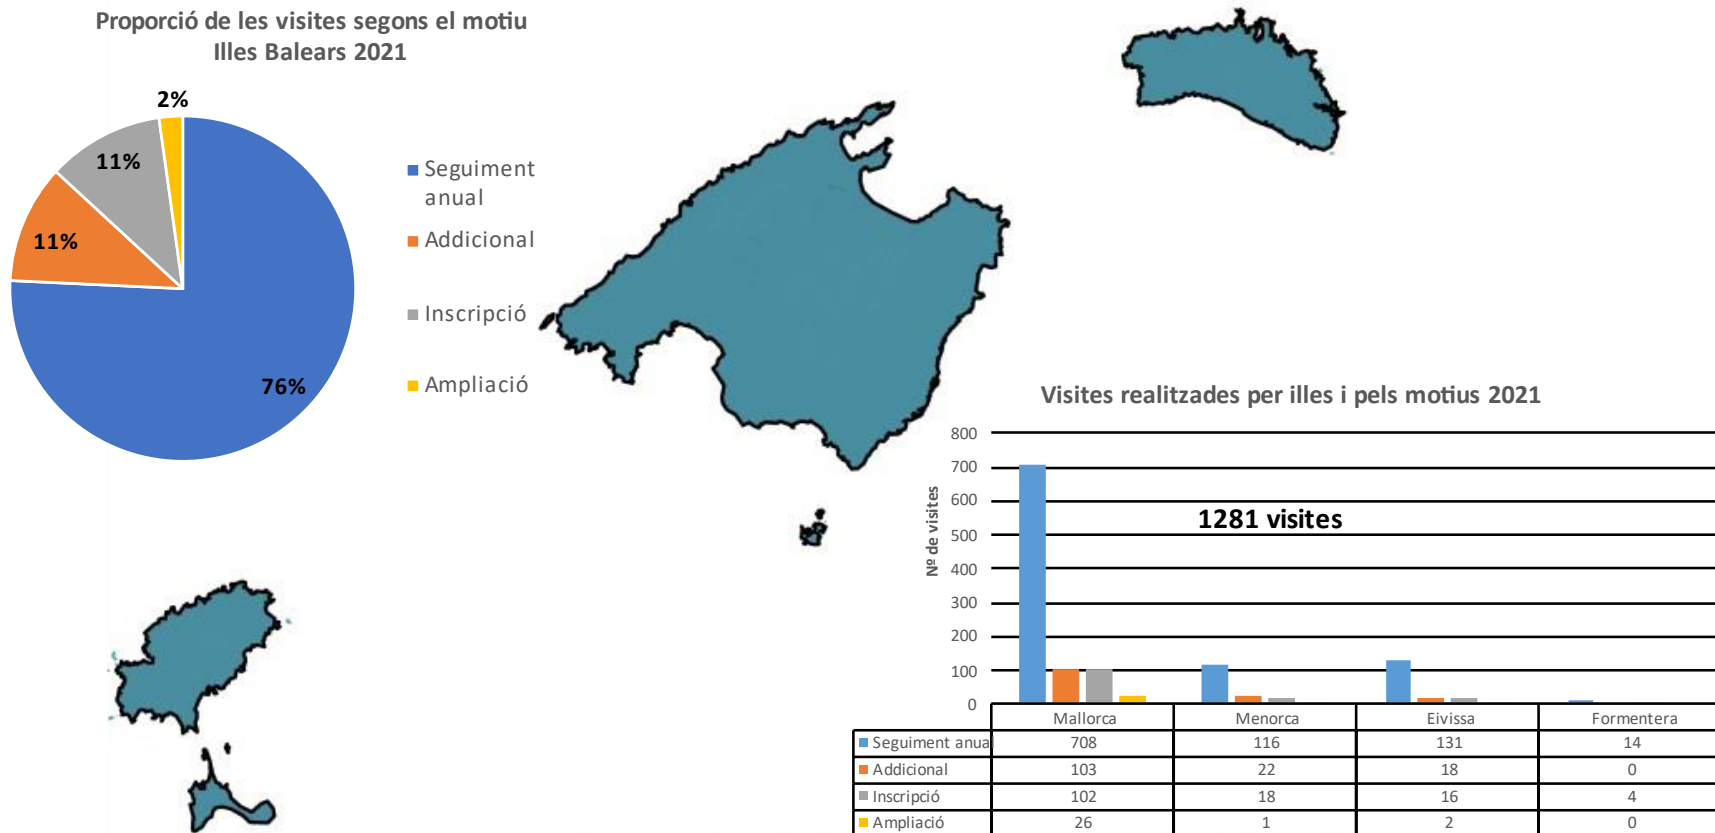 Proporció de les visites segons el motiu
Illes Balears 2021
2%
11%
11%
76%
Seguiment
anual
Addicional
Inscripció
Ampliació
Visites realitzades per illes i pels motius 2021
Nº de visites
800
700
600
500
400
300
200
100
0
1281 visites
Mallorca Menorca Eivissa Formentera
Seguiment anua 708 116 131 14
Addicional 103 22 18 0
Inscripció 102 18 16 4
Ampliació 26 1 2 0